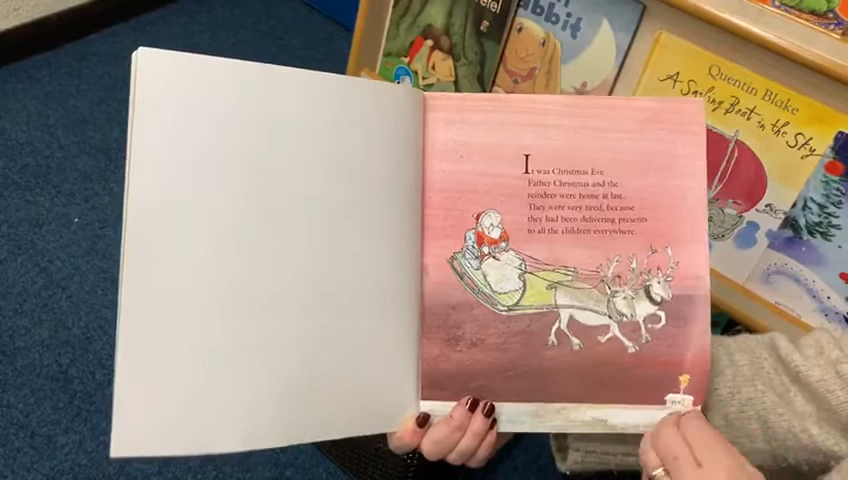 It was Christmas Eve.
Father Christmas and the
reindeer were home at last.
They were very tired, because
they had been delivering presents
to all the children everywhere.
Rabbit
Quentin Blake
A Sailing Boat in the Sky